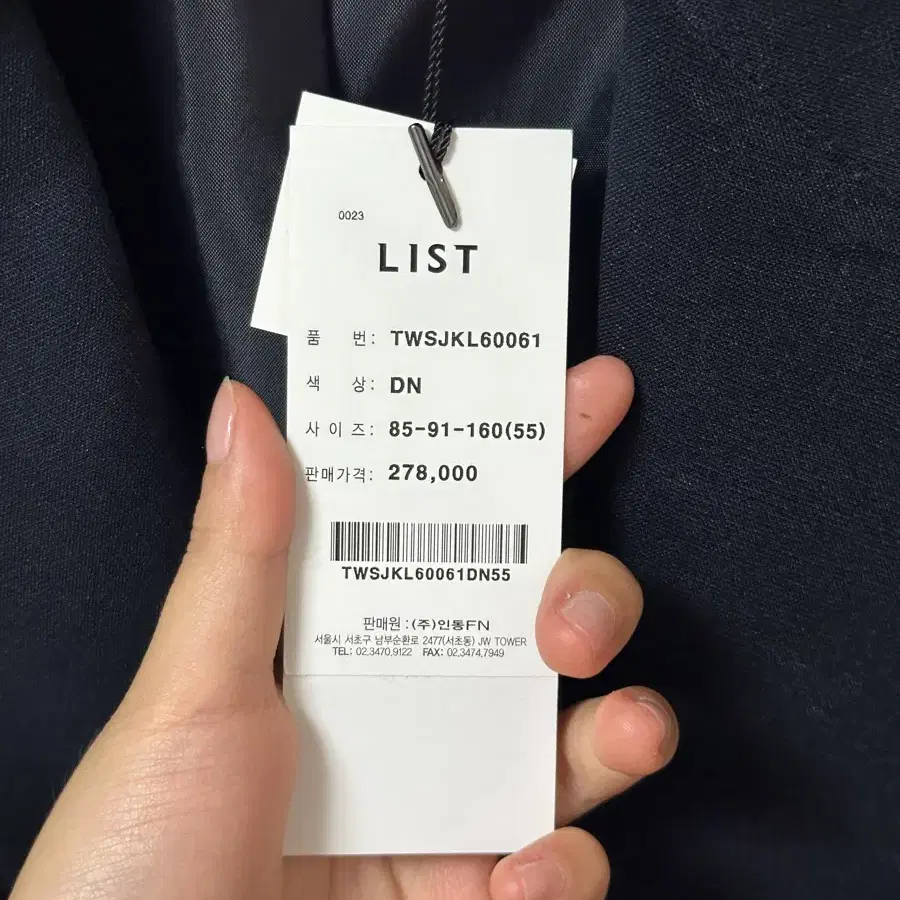 0023
LIST
품 번: TWSJKL60061
색 상: DN
사이즈: 85-91-160(55)
판매가격: 278,000
TWSJKL60061DN55
판매원 : (주)인동FN
서울시 서초구 남부순환로 2477(서초동) JW TOWER
TEL: 02.3470.9122 FAX: 02.3474.7949